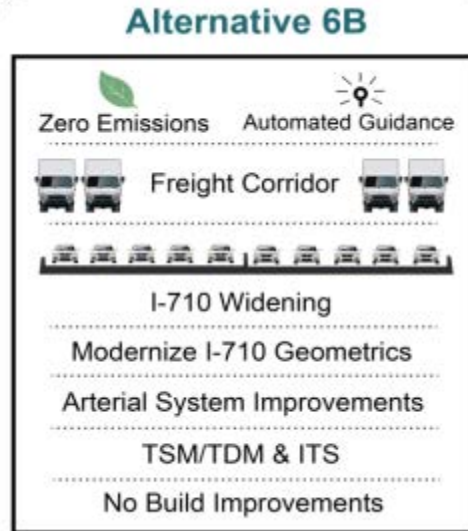 Alternative 6B
Zero Emissions Automated Guidance
Freight Corridor
I-710 Widening
Modernize I-710 Geometrics
Arterial System Improvements
TSM/TDM & ITS
No Build Improvements